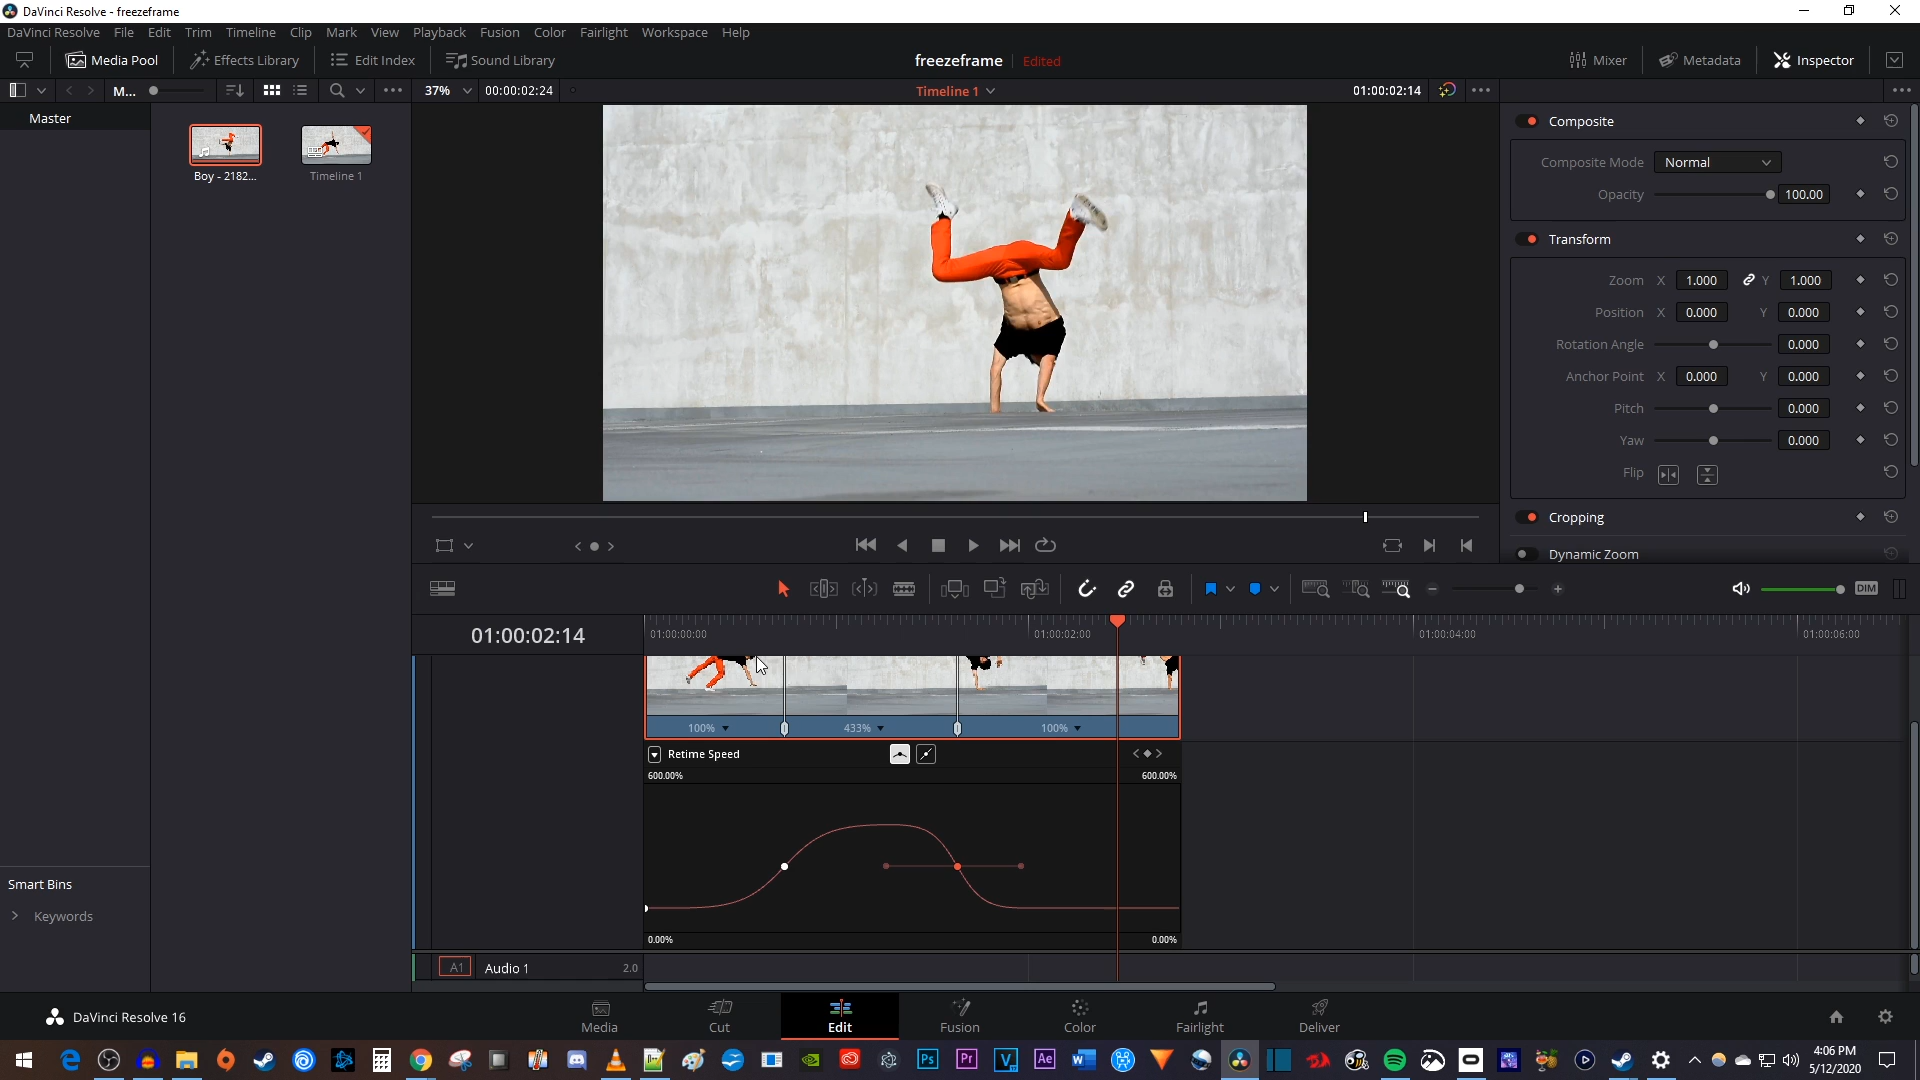 DaVinci Resolve - freezeframe
DaVinci Resolve File Edit Trim Timeline Clip Mark View Playback Fusion Color Fairlight Workspace Help
Media Pool Effects Library Edit Index Sound Library freezeframe Edited Mixer Metadata Inspector
M... 37% 00:00:02:24 Timeline 1 01:00:02:14
Master
Boy - 2182... Timeline 1
Composite
Composite Mode Normal
Opacity 100.00
Transform
Zoom X 1.000 Y 1.000
Position X 0.000 Y 0.000
Rotation Angle 0.000
Anchor Point X 0.000 Y 0.000
Pitch 0.000
Yaw 0.000
Flip
Cropping
Dynamic Zoom
DIM
01:00:02:14 01:00:00:00 01:00:02:00 01:00:04:00 01:00:06:00
100% 433% 100%
Retime Speed
600.00% 600.00%
0.00% 0.00%
A1 Audio 1 2.0
Smart Bins
Keywords
DaVinci Resolve 16
Media Cut Edit Fusion Color Fairlight Deliver
Ps Pr V Ae W
4:06 PM
5/12/2020